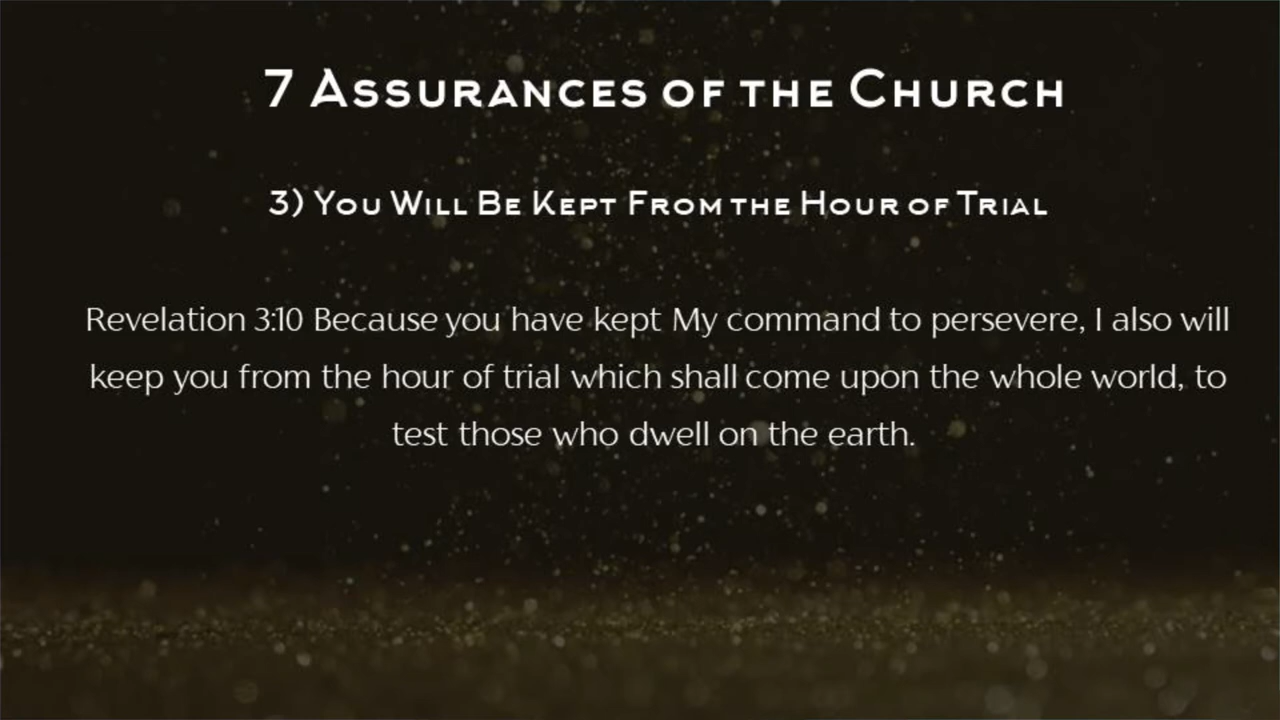 7 Assurances of the Church
3) You Will Be Kept From the Hour of Trial
Revelation 3:10 Because you have kept My command to persevere, I also will
keep you from the hour of trial which shall come upon the whole world, to
test those who dwell on the earth.